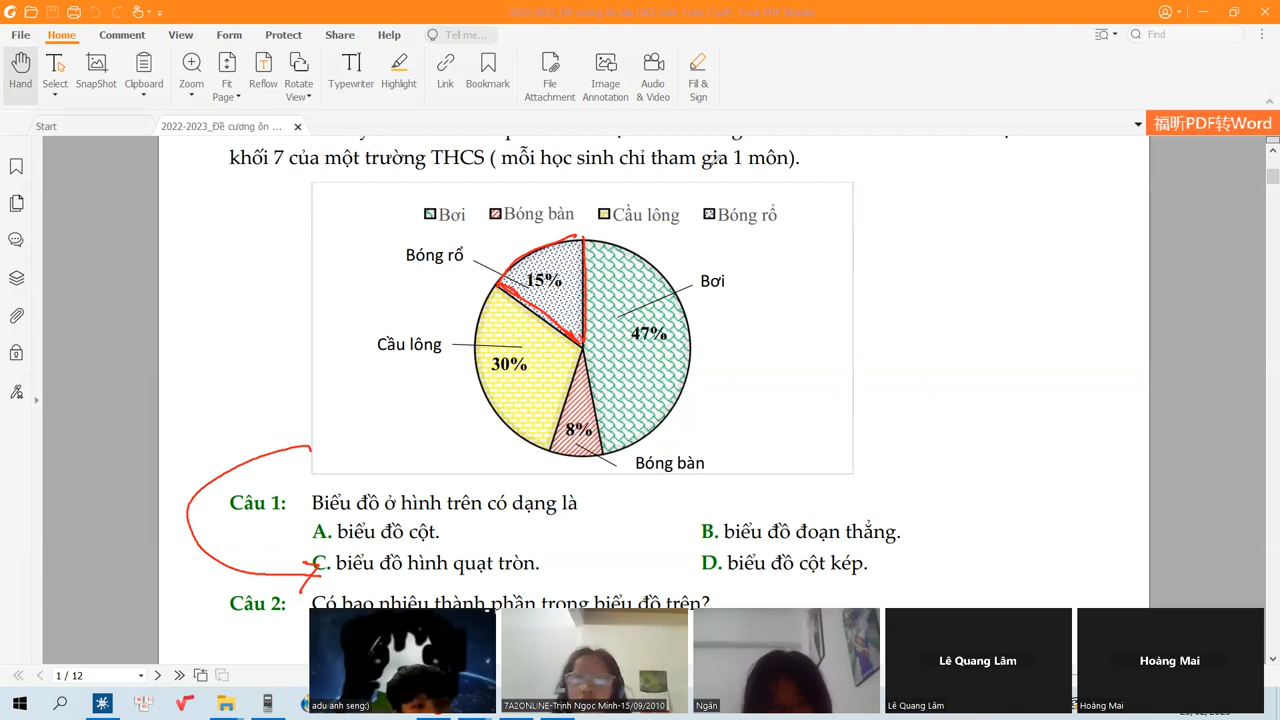 File Home Comment View Form Protect Share Help Tell me... Find
Hand Select SnapShot Clipboard Zoom Fit Page Reflow Rotate View Typewriter Highlight Link Bookmark File Attachment Image Annotation Audio & Video Fill & Sign
Start 2022-2023_Đề cương ôn ... 福昕PDF转Word
khối 7 của một trường THCS ( mỗi học sinh chỉ tham gia 1 môn).
Bơi Bóng bàn Cầu lông Bóng rổ
Bóng rổ
15%
Bơi
47%
Cầu lông
30%
8%
Bóng bàn
Câu 1: Biểu đồ ở hình trên có dạng là
A. biểu đồ cột. B. biểu đồ đoạn thẳng.
C. biểu đồ hình quạt tròn. D. biểu đồ cột kép.
Câu 2: Có bao nhiêu thành phần trong biểu đồ trên?
Lê Quang Lâm Hoàng Mai
1 / 12
adu anh seng:) 7A2ONLINE-Trịnh Ngọc Minh-15/09/2010 Ngân Lê Quang Lâm Hoàng Mai